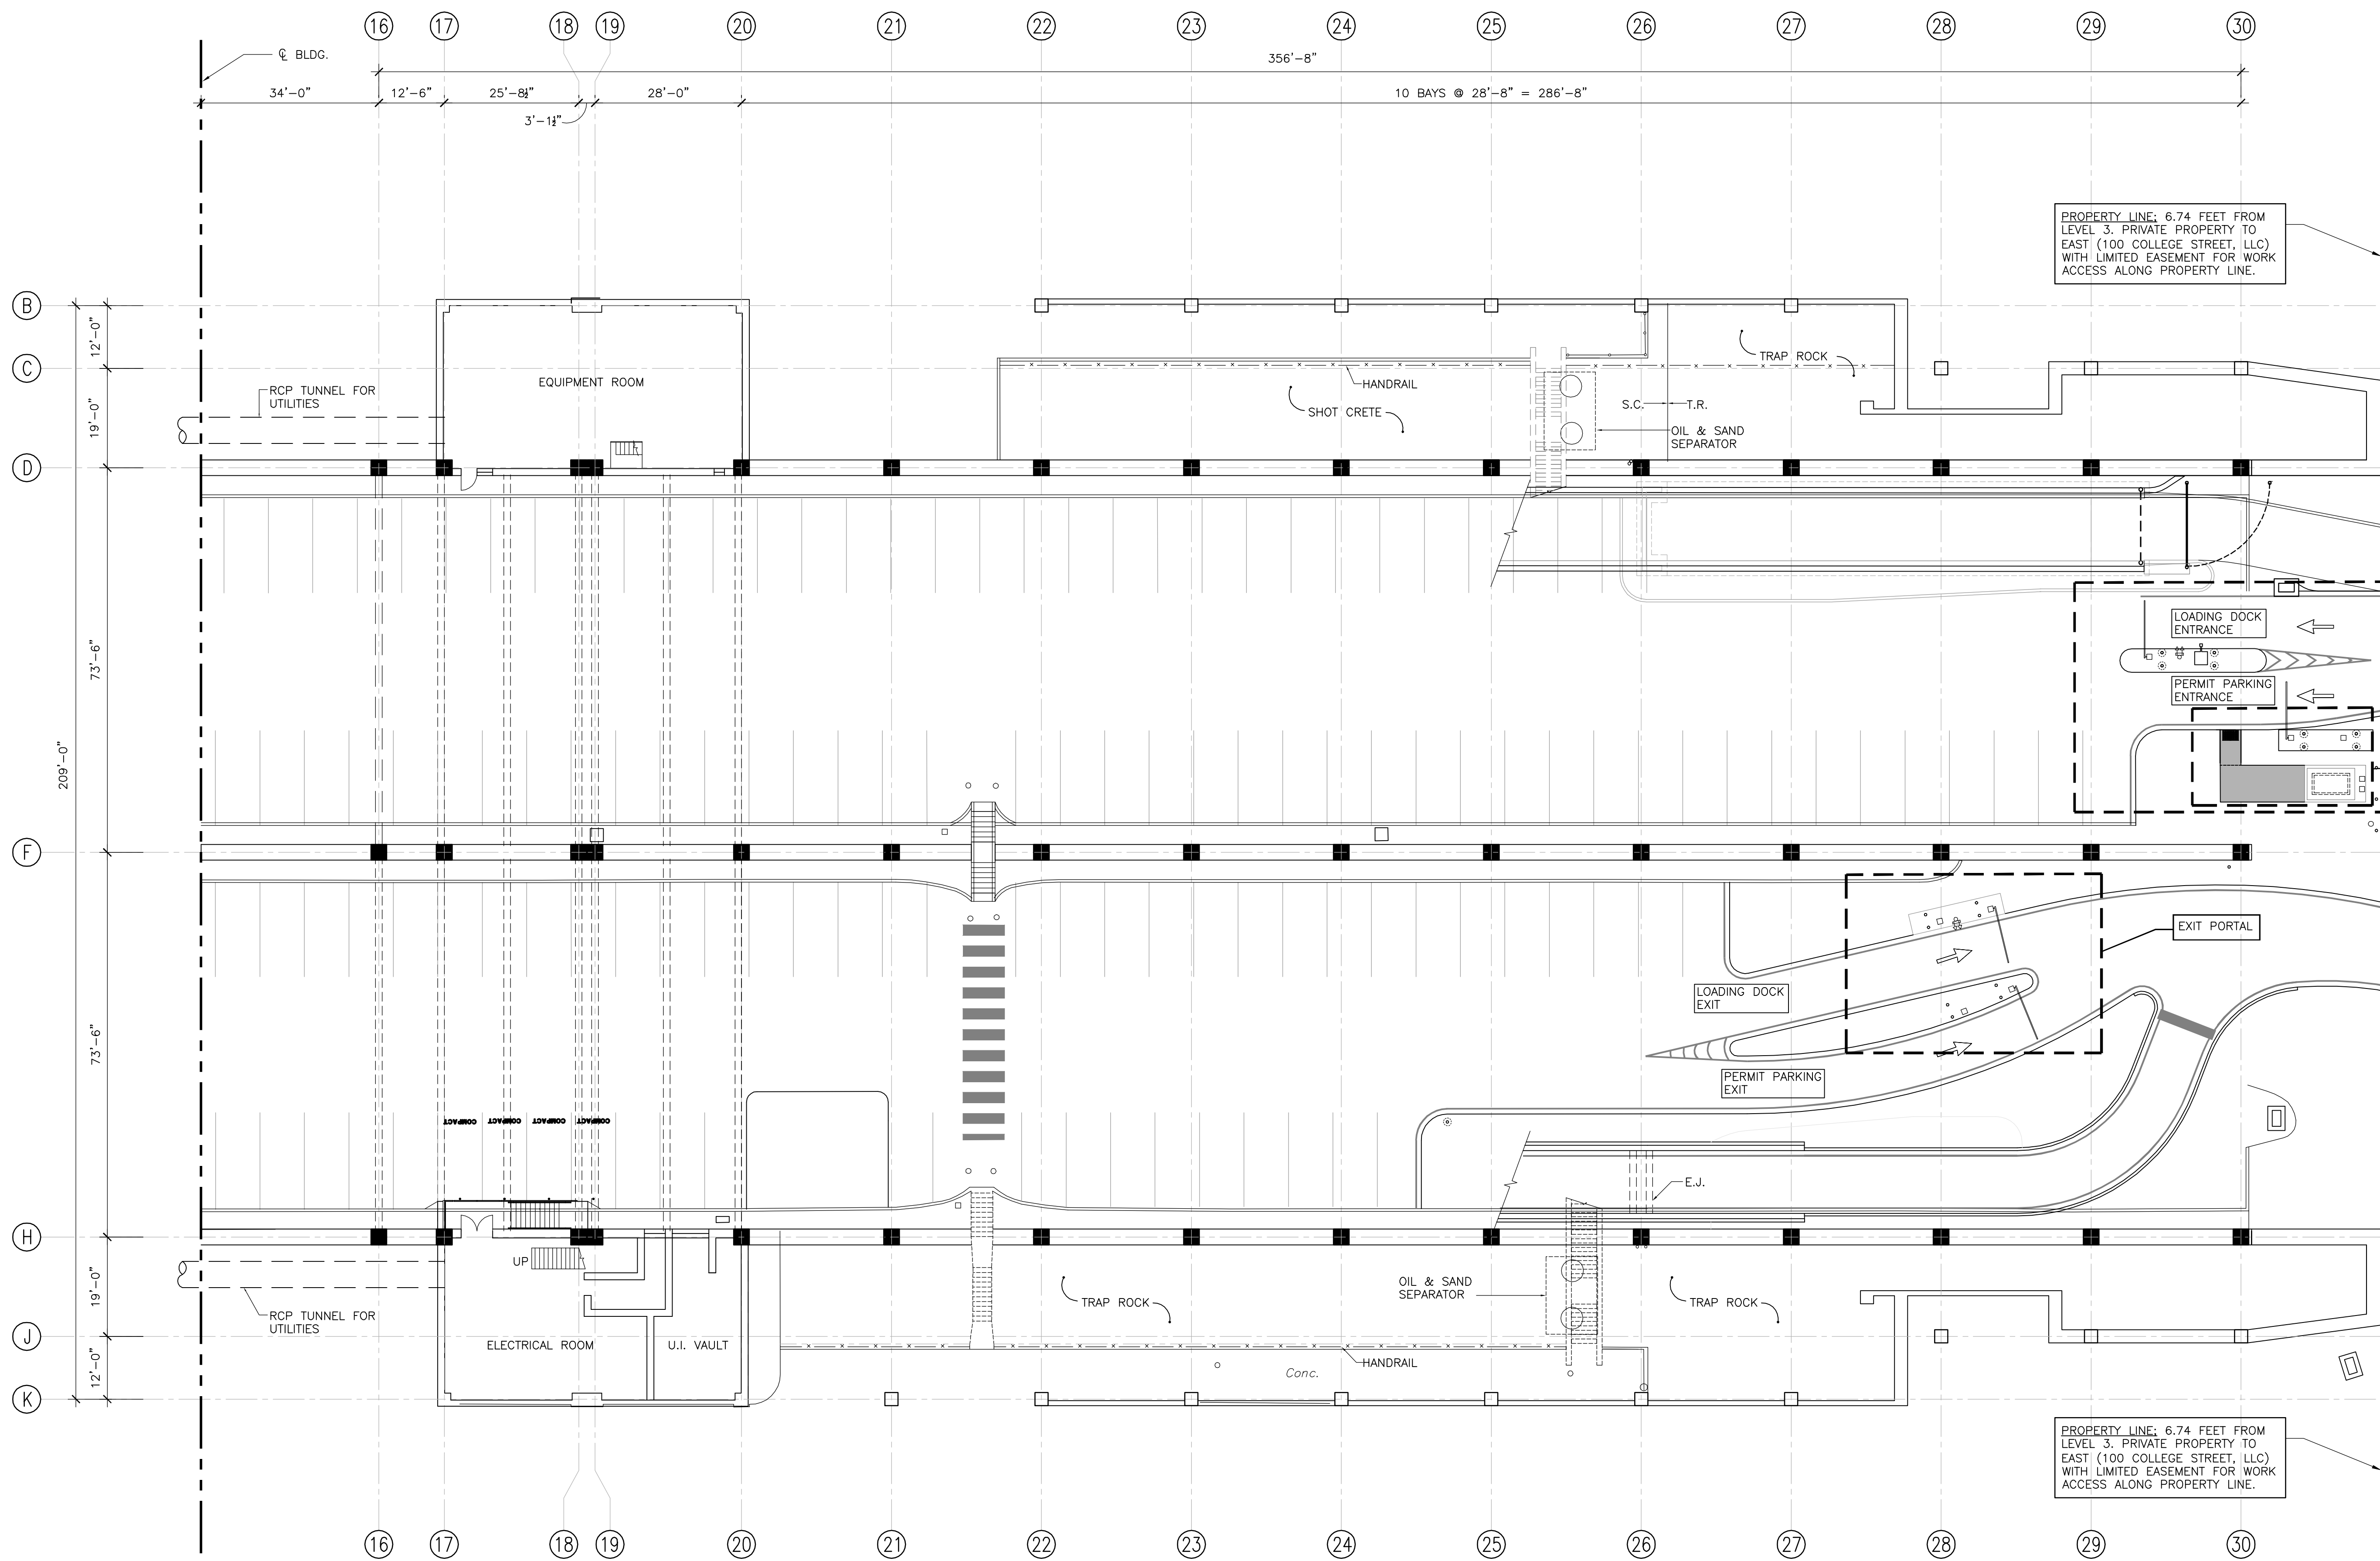 16 17 18 19 20 21 22 23 24 25 26 27 28 29 30
℄ BLDG.
356'-8"
34'-0" 12'-6" 25'-8½" 28'-0" 10 BAYS @ 28'-8" = 286'-8"
3'-1½"
PROPERTY LINE: 6.74 FEET FROM
LEVEL 3. PRIVATE PROPERTY TO
EAST (100 COLLEGE STREET, LLC)
WITH LIMITED EASEMENT FOR WORK
ACCESS ALONG PROPERTY LINE.
B
12'-0"
C
19'-0"
D
73'-6"
209'-0"
F
73'-6"
H
19'-0"
J
12'-0"
K
RCP TUNNEL FOR
UTILITIES
EQUIPMENT ROOM
HANDRAIL
SHOT CRETE
TRAP ROCK
S.C.
T.R.
OIL & SAND
SEPARATOR
LOADING DOCK
ENTRANCE
PERMIT PARKING
ENTRANCE
EXIT PORTAL
LOADING DOCK
EXIT
PERMIT PARKING
EXIT
COMPACT COMPACT COMPACT COMPACT
E.J.
UP
RCP TUNNEL FOR
UTILITIES
ELECTRICAL ROOM
U.I. VAULT
TRAP ROCK
OIL & SAND
SEPARATOR
TRAP ROCK
HANDRAIL
Conc.
PROPERTY LINE: 6.74 FEET FROM
LEVEL 3. PRIVATE PROPERTY TO
EAST (100 COLLEGE STREET, LLC)
WITH LIMITED EASEMENT FOR WORK
ACCESS ALONG PROPERTY LINE.
16 17 18 19 20 21 22 23 24 25 26 27 28 29 30